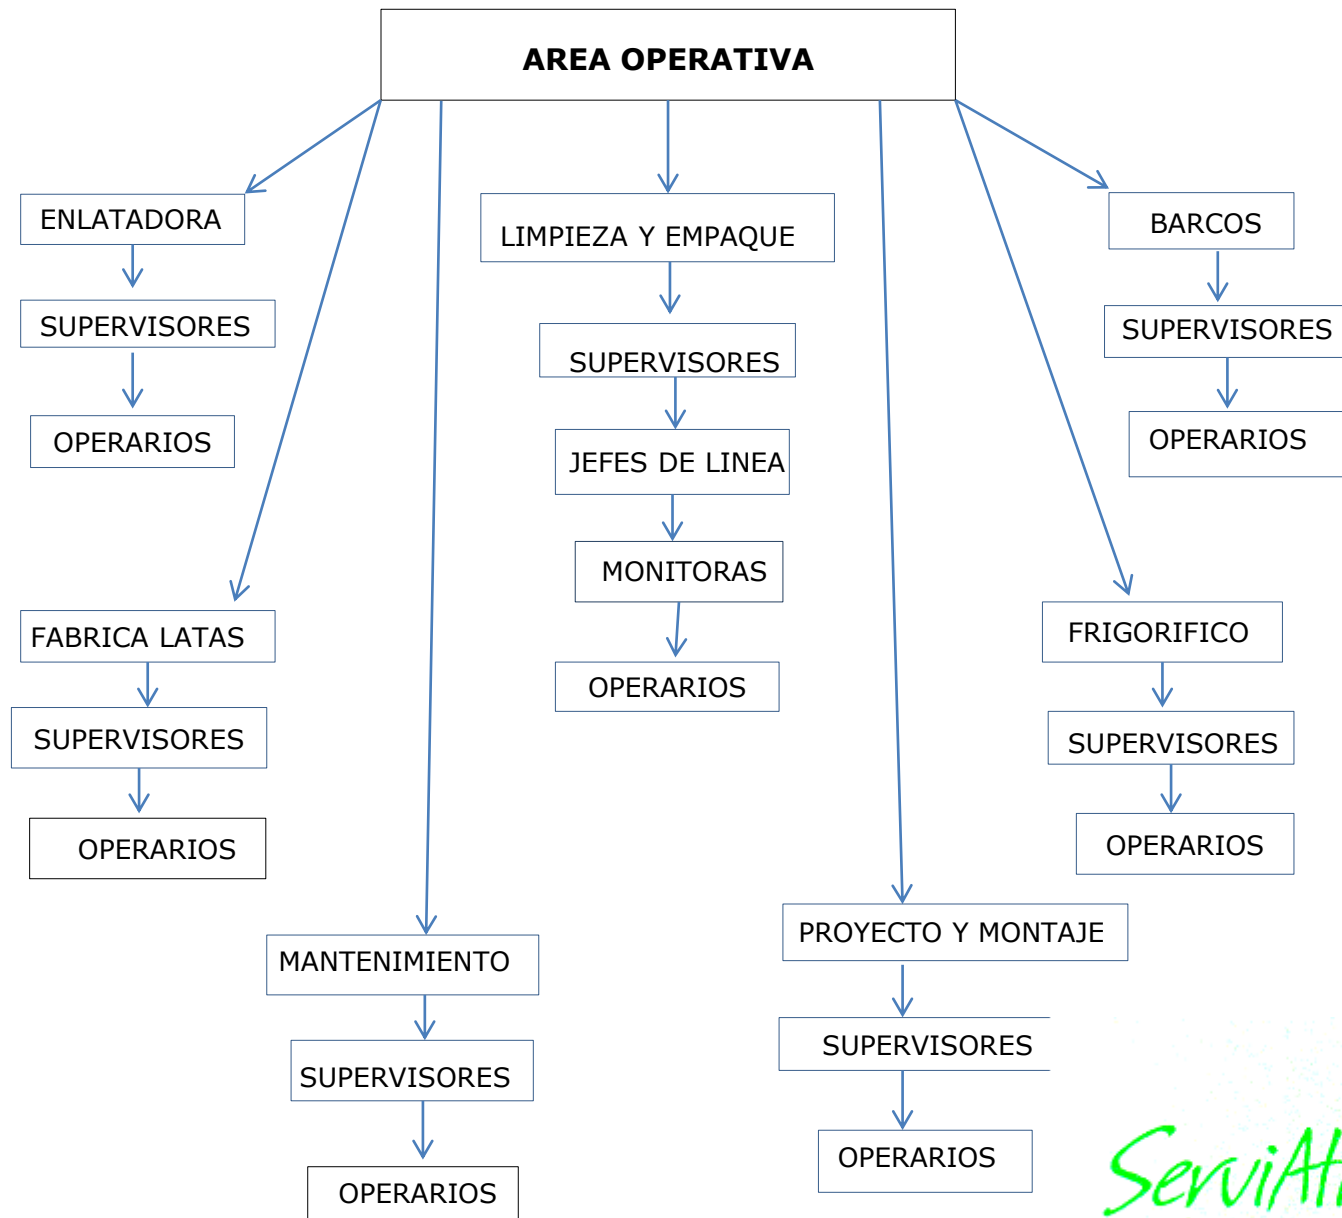 AREA OPERATIVA
ENLATADORA
SUPERVISORES
OPERARIOS
LIMPIEZA Y EMPAQUE
SUPERVISORES
JEFES DE LINEA
MONITORAS
OPERARIOS
BARCOS
SUPERVISORES
OPERARIOS
FABRICA LATAS
SUPERVISORES
OPERARIOS
FRIGORIFICO
SUPERVISORES
OPERARIOS
MANTENIMIENTO
SUPERVISORES
OPERARIOS
PROYECTO Y MONTAJE
SUPERVISORES
OPERARIOS